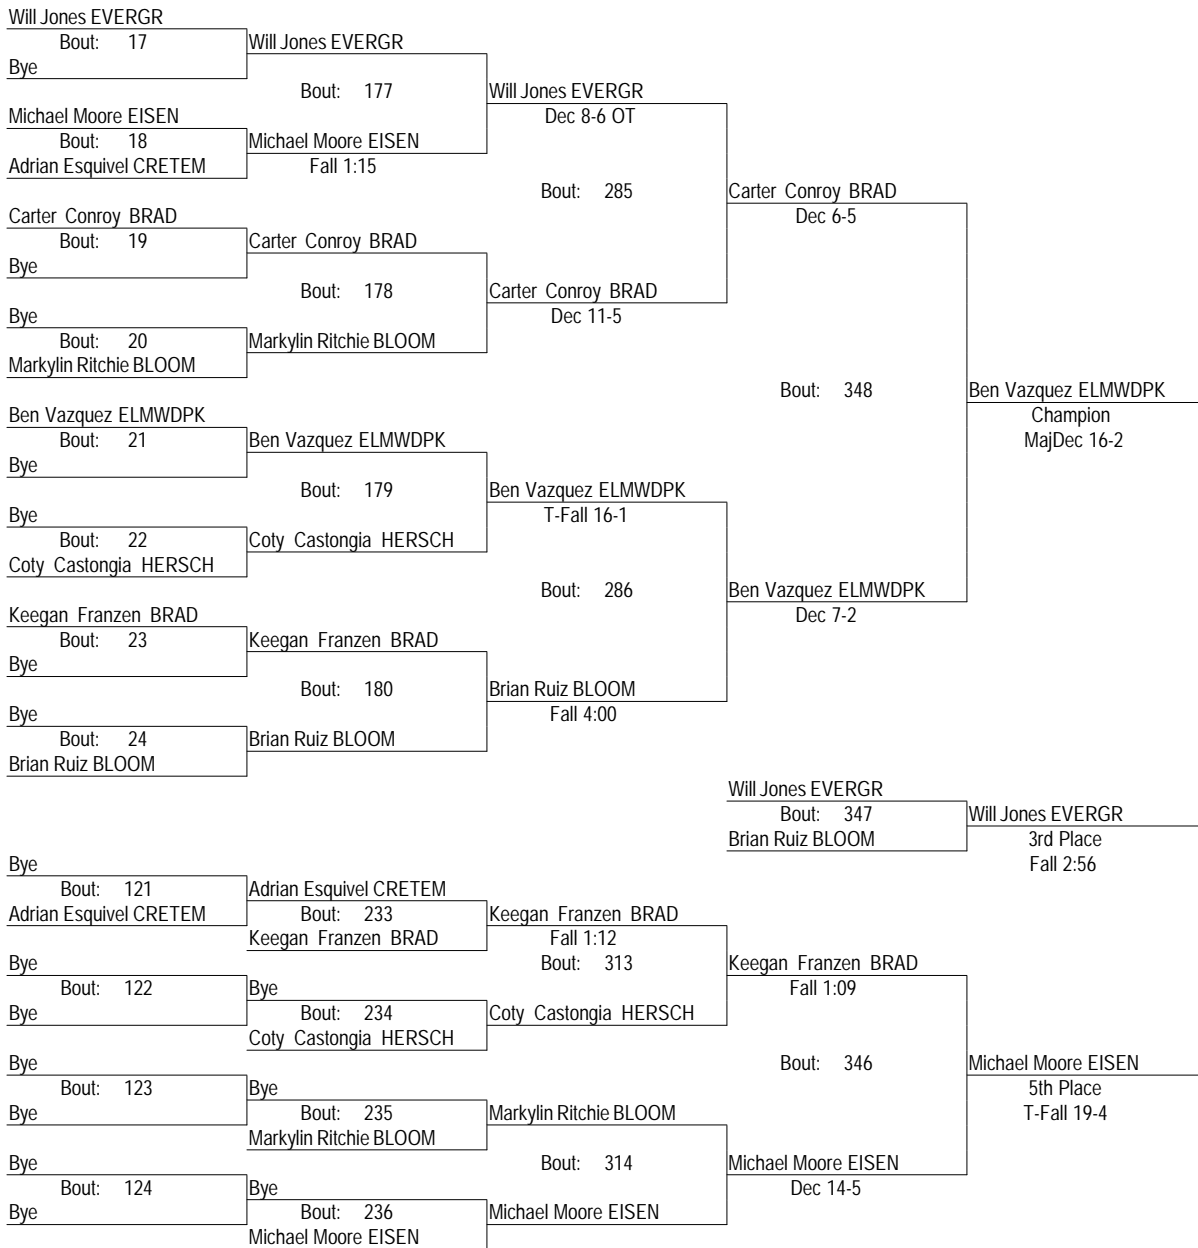 Will Jones EVERGR
Bout: 17
Will Jones EVERGR
Bye
Bout: 177
Will Jones EVERGR
Dec 8-6 OT
Michael Moore EISEN
Bout: 18
Michael Moore EISEN
Adrian Esquivel CRETEM
Fall 1:15
Bout: 285
Carter Conroy BRAD
Dec 6-5
Carter Conroy BRAD
Bout: 19
Carter Conroy BRAD
Bye
Bout: 178
Carter Conroy BRAD
Dec 11-5
Bye
Bout: 20
Markylin Ritchie BLOOM
Markylin Ritchie BLOOM
Bout: 348
Ben Vazquez ELMWDPK
Champion
MajDec 16-2
Ben Vazquez ELMWDPK
Bout: 21
Ben Vazquez ELMWDPK
Bye
Bout: 179
Ben Vazquez ELMWDPK
T-Fall 16-1
Bye
Bout: 22
Coty Castongia HERSCH
Coty Castongia HERSCH
Bout: 286
Ben Vazquez ELMWDPK
Dec 7-2
Keegan Franzen BRAD
Bout: 23
Keegan Franzen BRAD
Bye
Bout: 180
Brian Ruiz BLOOM
Fall 4:00
Bye
Bout: 24
Brian Ruiz BLOOM
Brian Ruiz BLOOM
Will Jones EVERGR
Bout: 347
Will Jones EVERGR
Brian Ruiz BLOOM
3rd Place
Fall 2:56
Bye
Bout: 121
Adrian Esquivel CRETEM
Adrian Esquivel CRETEM
Bout: 233
Keegan Franzen BRAD
Keegan Franzen BRAD
Fall 1:12
Bye
Bout: 313
Keegan Franzen BRAD
Bout: 122
Bye
Fall 1:09
Bye
Bout: 234
Coty Castongia HERSCH
Coty Castongia HERSCH
Bye
Bout: 346
Michael Moore EISEN
Bout: 123
Bye
5th Place
Bye
Bout: 235
Markylin Ritchie BLOOM
T-Fall 19-4
Markylin Ritchie BLOOM
Bye
Bout: 314
Michael Moore EISEN
Bout: 124
Bye
Dec 14-5
Bye
Bout: 236
Michael Moore EISEN
Michael Moore EISEN